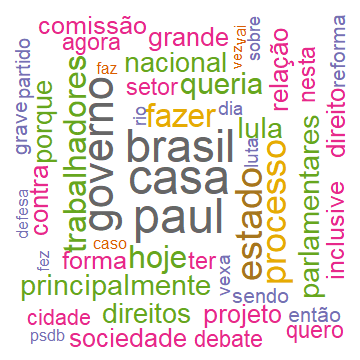 comissão
agora
grande
faz
nacional
setor
queria
vez
vai
sobre
relação
nesta
reforma
direito
partido
grave
porque
trabalhadores
governo
fazer
dia
rio
lula
luta
brasil
casa
paul
estado
processo
parlamentares
inclusive
contra
defesa
fez
caso
forma
hoje
ter
vexa
sendo
principalmente
cidade
direitos
projeto
então
quero
psdb
sociedade
debate